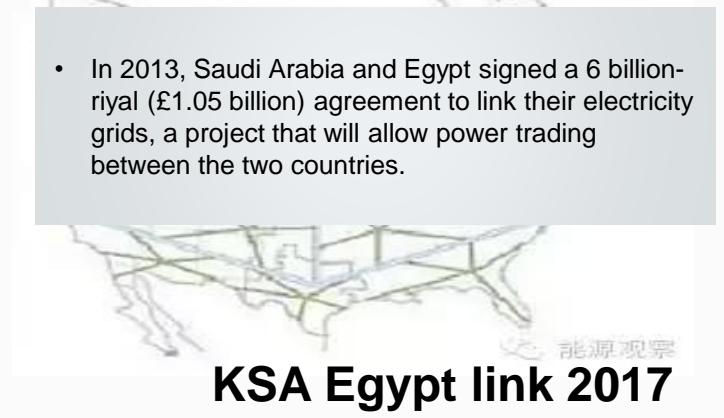 • In 2013, Saudi Arabia and Egypt signed a 6 billion-
riyal (£1.05 billion) agreement to link their electricity
grids, a project that will allow power trading
between the two countries.
能源观察
KSA Egypt link 2017